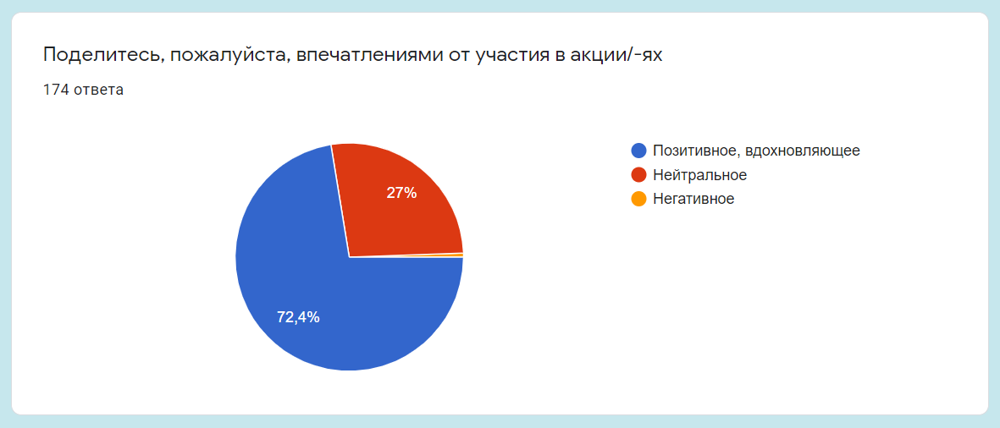 Поделитесь, пожалуйста, впечатлениями от участия в акции/-ях
174 ответа
Позитивное, вдохновляющее
Нейтральное
Негативное
27%
72,4%